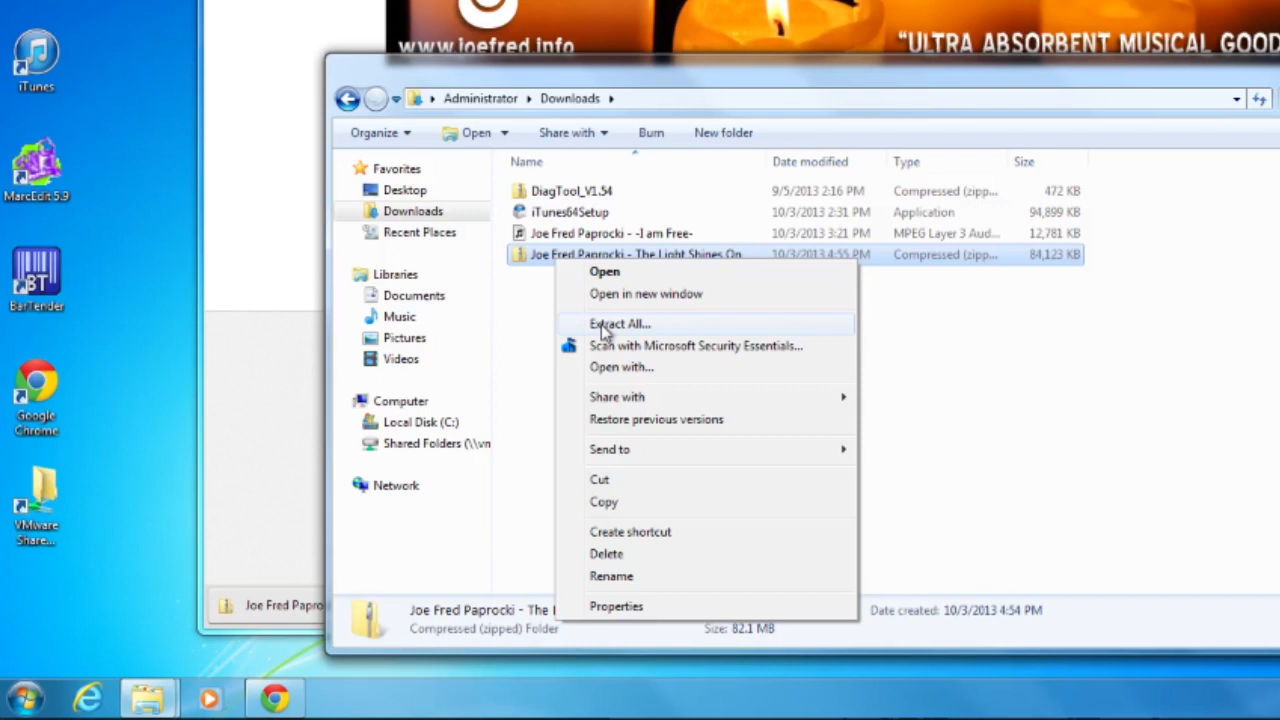 www.joefred.info
"ULTRA ABSORBENT MUSICAL GOOD
iTunes
MarcEdit 5.9
BT
BarTender
Google
Chrome
VMware
Share...
Administrator
Downloads
Organize
Open
Share with
Burn
New folder
Favorites
Desktop
Downloads
Recent Places
Libraries
Documents
Music
Pictures
Videos
Computer
Local Disk (C:)
Shared Folders (\\vn
Network
Name
Date modified
Type
Size
DiagTool_V1.54
9/5/2013 2:16 PM
Compressed (zipp...
472 KB
iTunes64Setup
10/3/2013 2:31 PM
Application
94,899 KB
Joe Fred Paprocki - -I am Free-
10/3/2013 3:21 PM
MPEG Layer 3 Aud...
12,781 KB
Joe Fred Paprocki - The Light Shines On
10/3/2013 4:55 PM
Compressed (zipp...
84,123 KB
Open
Open in new window
Extract All...
Scan with Microsoft Security Essentials...
Open with...
Share with
Restore previous versions
Send to
Cut
Copy
Create shortcut
Delete
Rename
Properties
Joe Fred Papro
Joe Fred Paprocki - The
Date created: 10/3/2013 4:54 PM
Compressed (zipped) Folder
Size: 82.1 MB